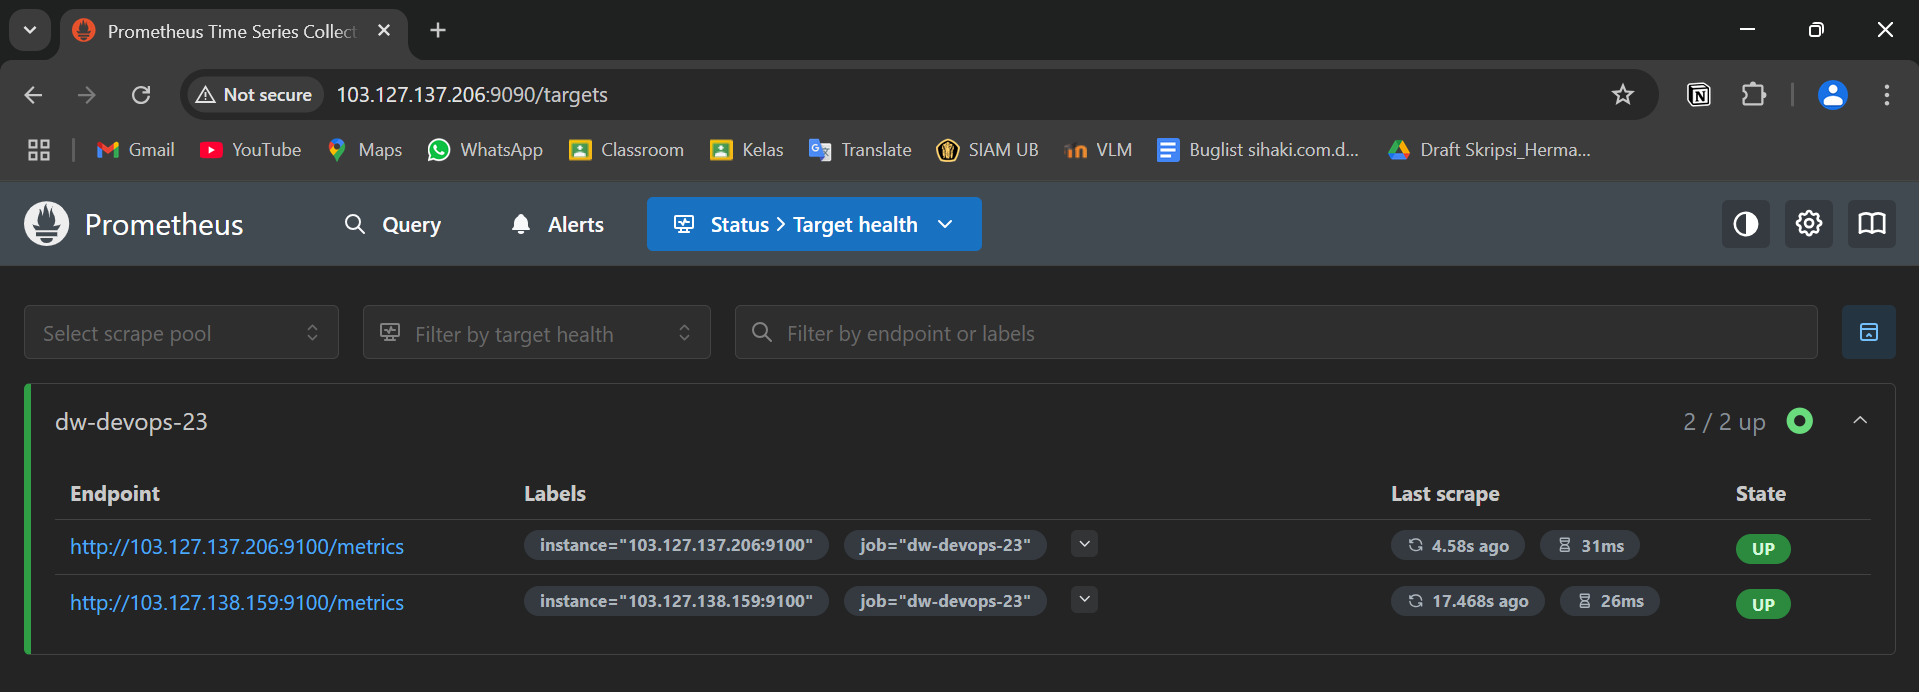 Prometheus Time Series Collect
Not secure 103.127.137.206:9090/targets
Gmail YouTube Maps WhatsApp Classroom Kelas Translate SIAM UB VLM Buglist sihaki.com.d... Draft Skripsi_Herma...
Prometheus Query Alerts Status > Target health
Select scrape pool Filter by target health Filter by endpoint or labels
dw-devops-23 2 / 2 up
Endpoint Labels Last scrape State
http://103.127.137.206:9100/metrics instance="103.127.137.206:9100" job="dw-devops-23" 4.58s ago 31ms UP
http://103.127.138.159:9100/metrics instance="103.127.138.159:9100" job="dw-devops-23" 17.468s ago 26ms UP